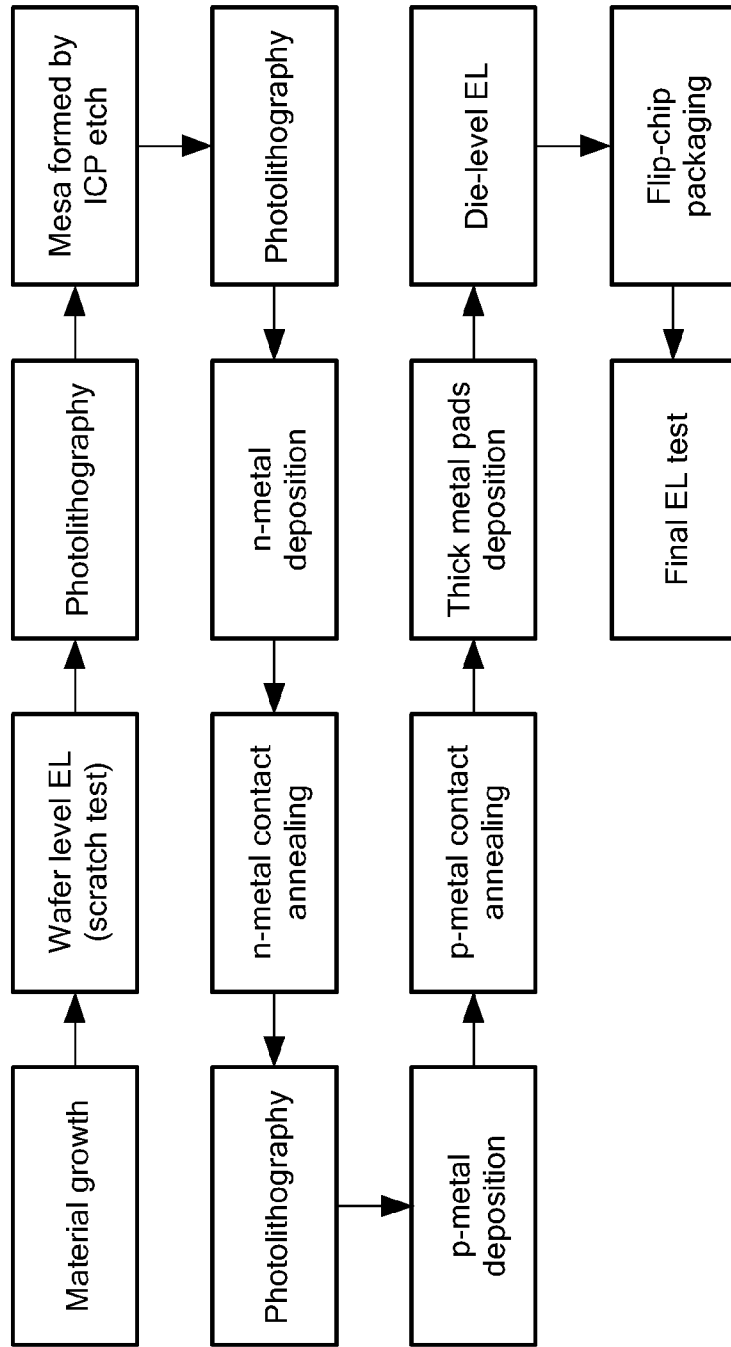 Material growth
Wafer level EL
(scratch test)
Photolithography
Mesa formed by
ICP etch
Photolithography
n-metal
deposition
n-metal contact
annealing
Photolithography
p-metal
deposition
p-metal contact
annealing
Thick metal pads
deposition
Die-level EL
Flip-chip
packaging
Final EL test